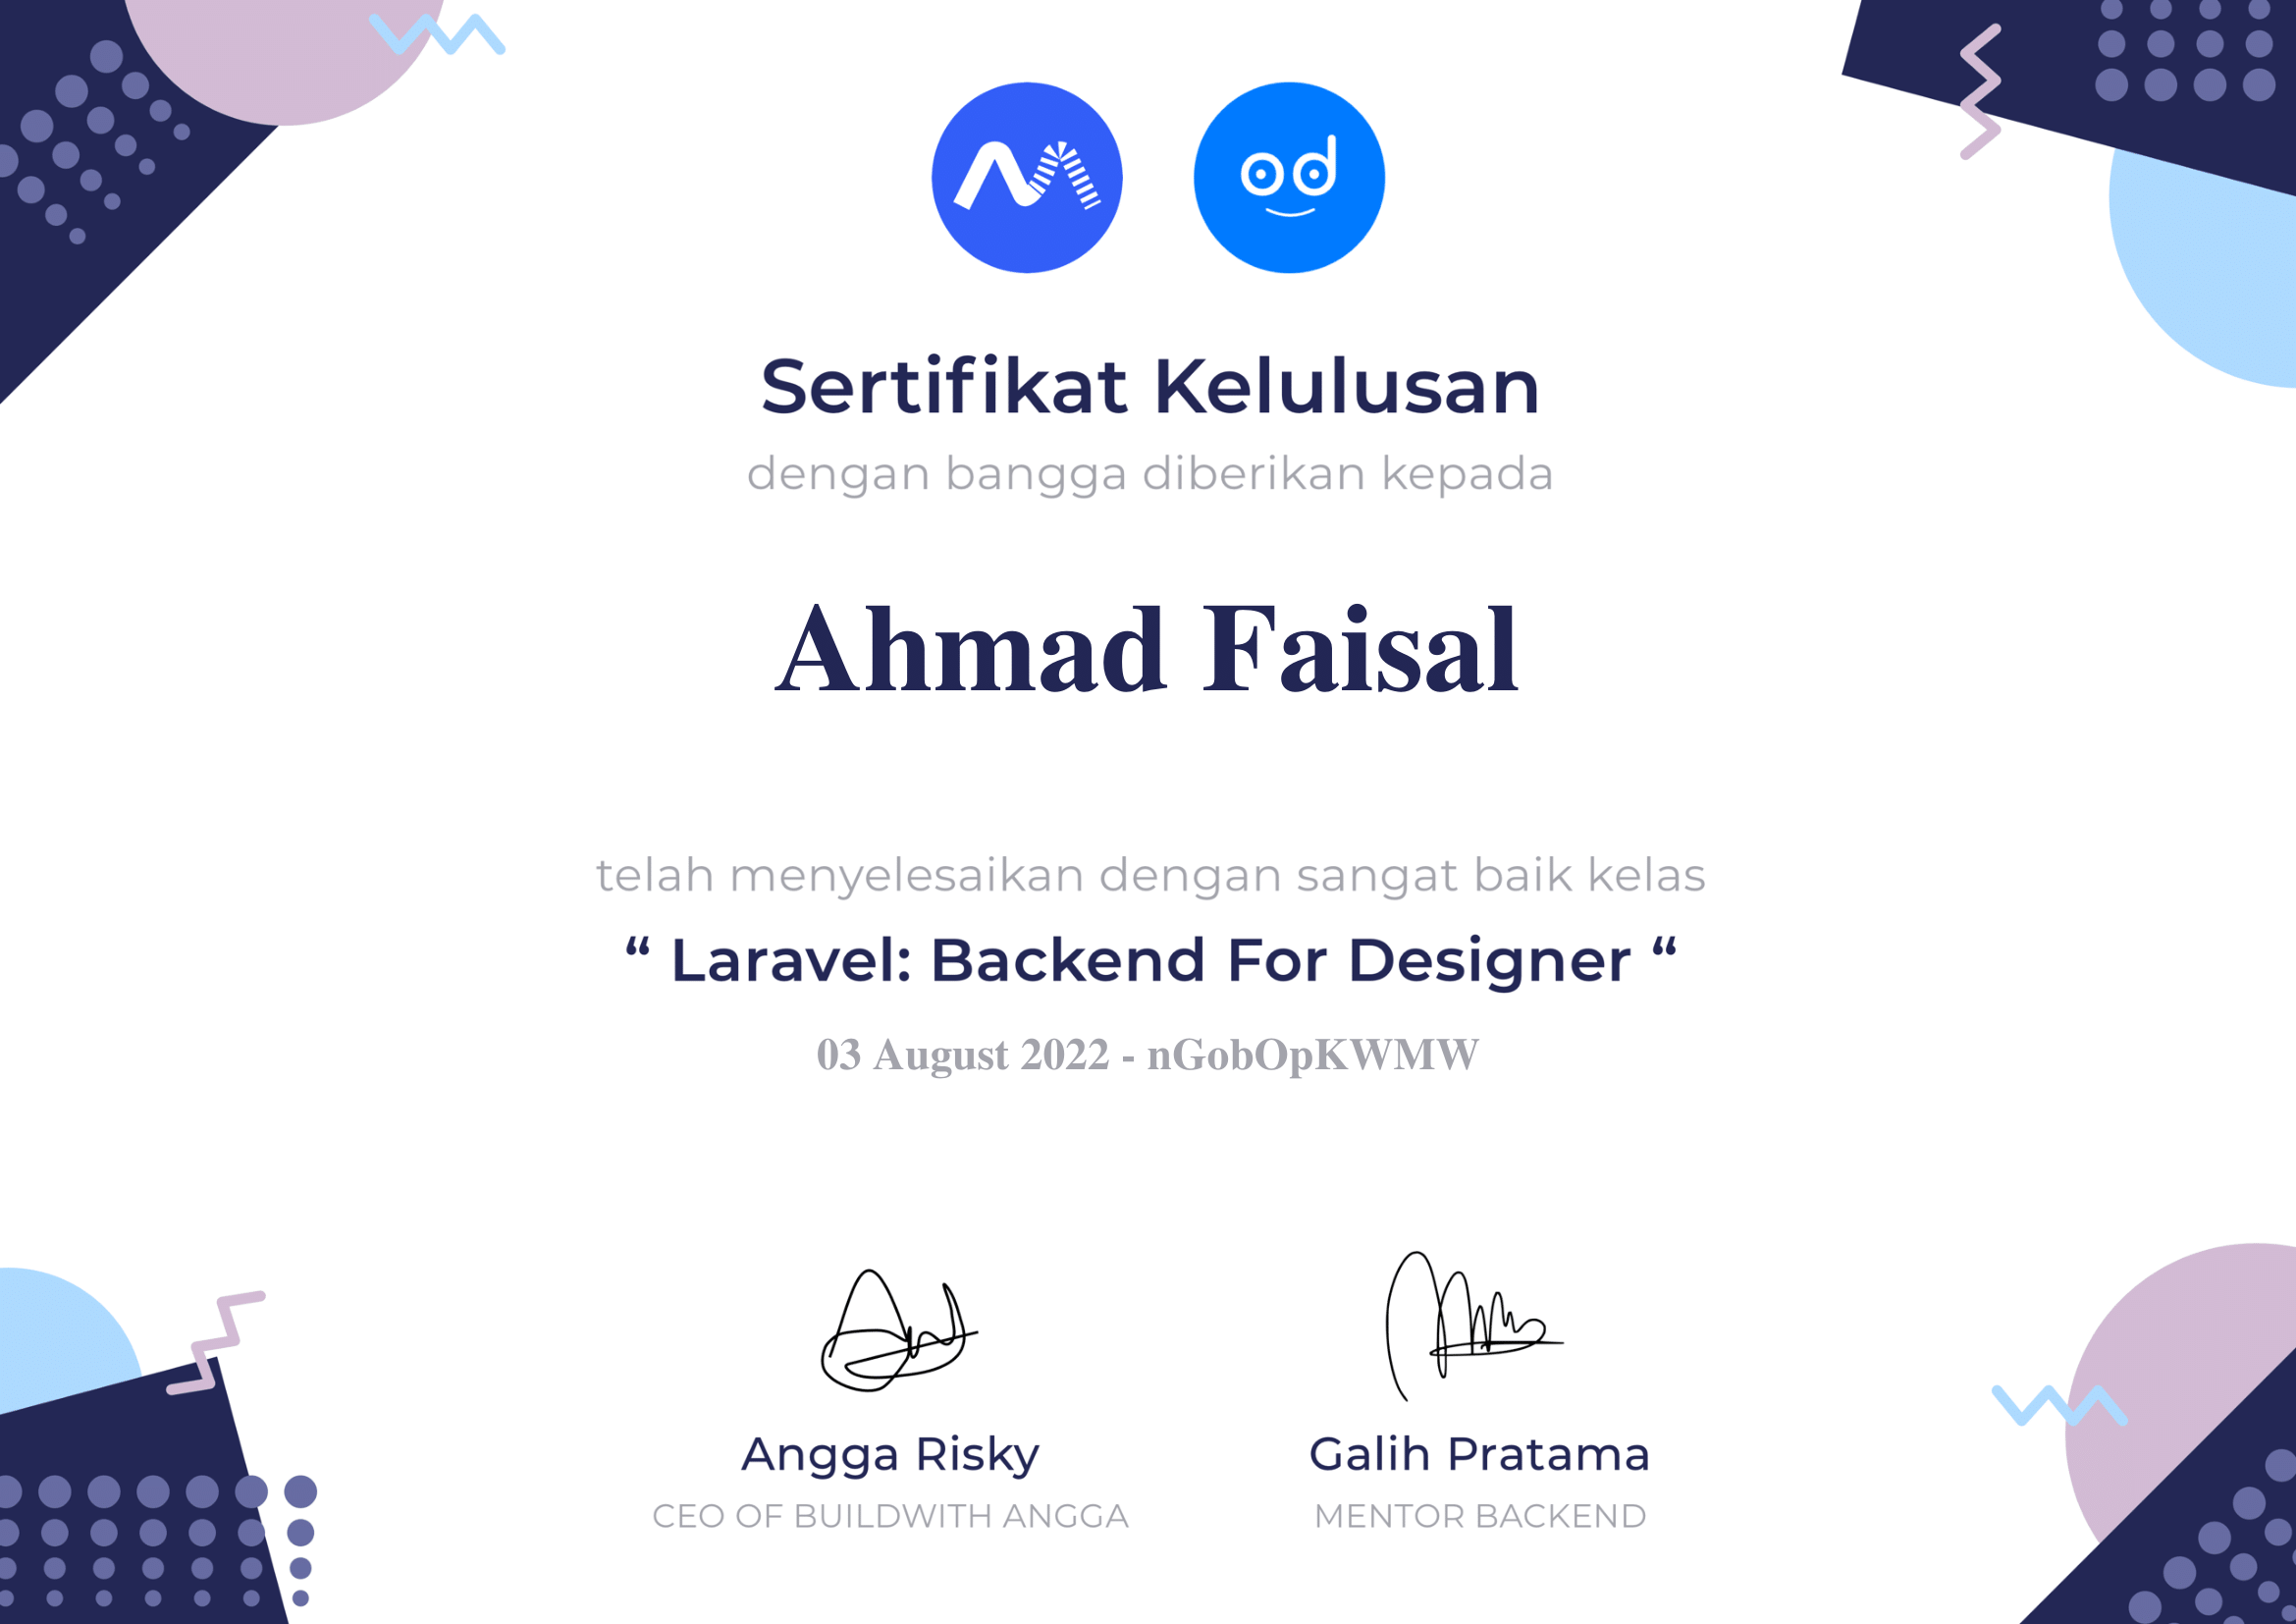 Sertifikat Kelulusan
dengan bangga diberikan kepada
Ahmad Faisal
telah menyelesaikan dengan sangat baik kelas
“ Laravel: Backend For Designer “
03 August 2022 - nGobOpKWMW
Angga Risky
CEO OF BUILDWITH ANGGA
Galih Pratama
MENTOR BACKEND